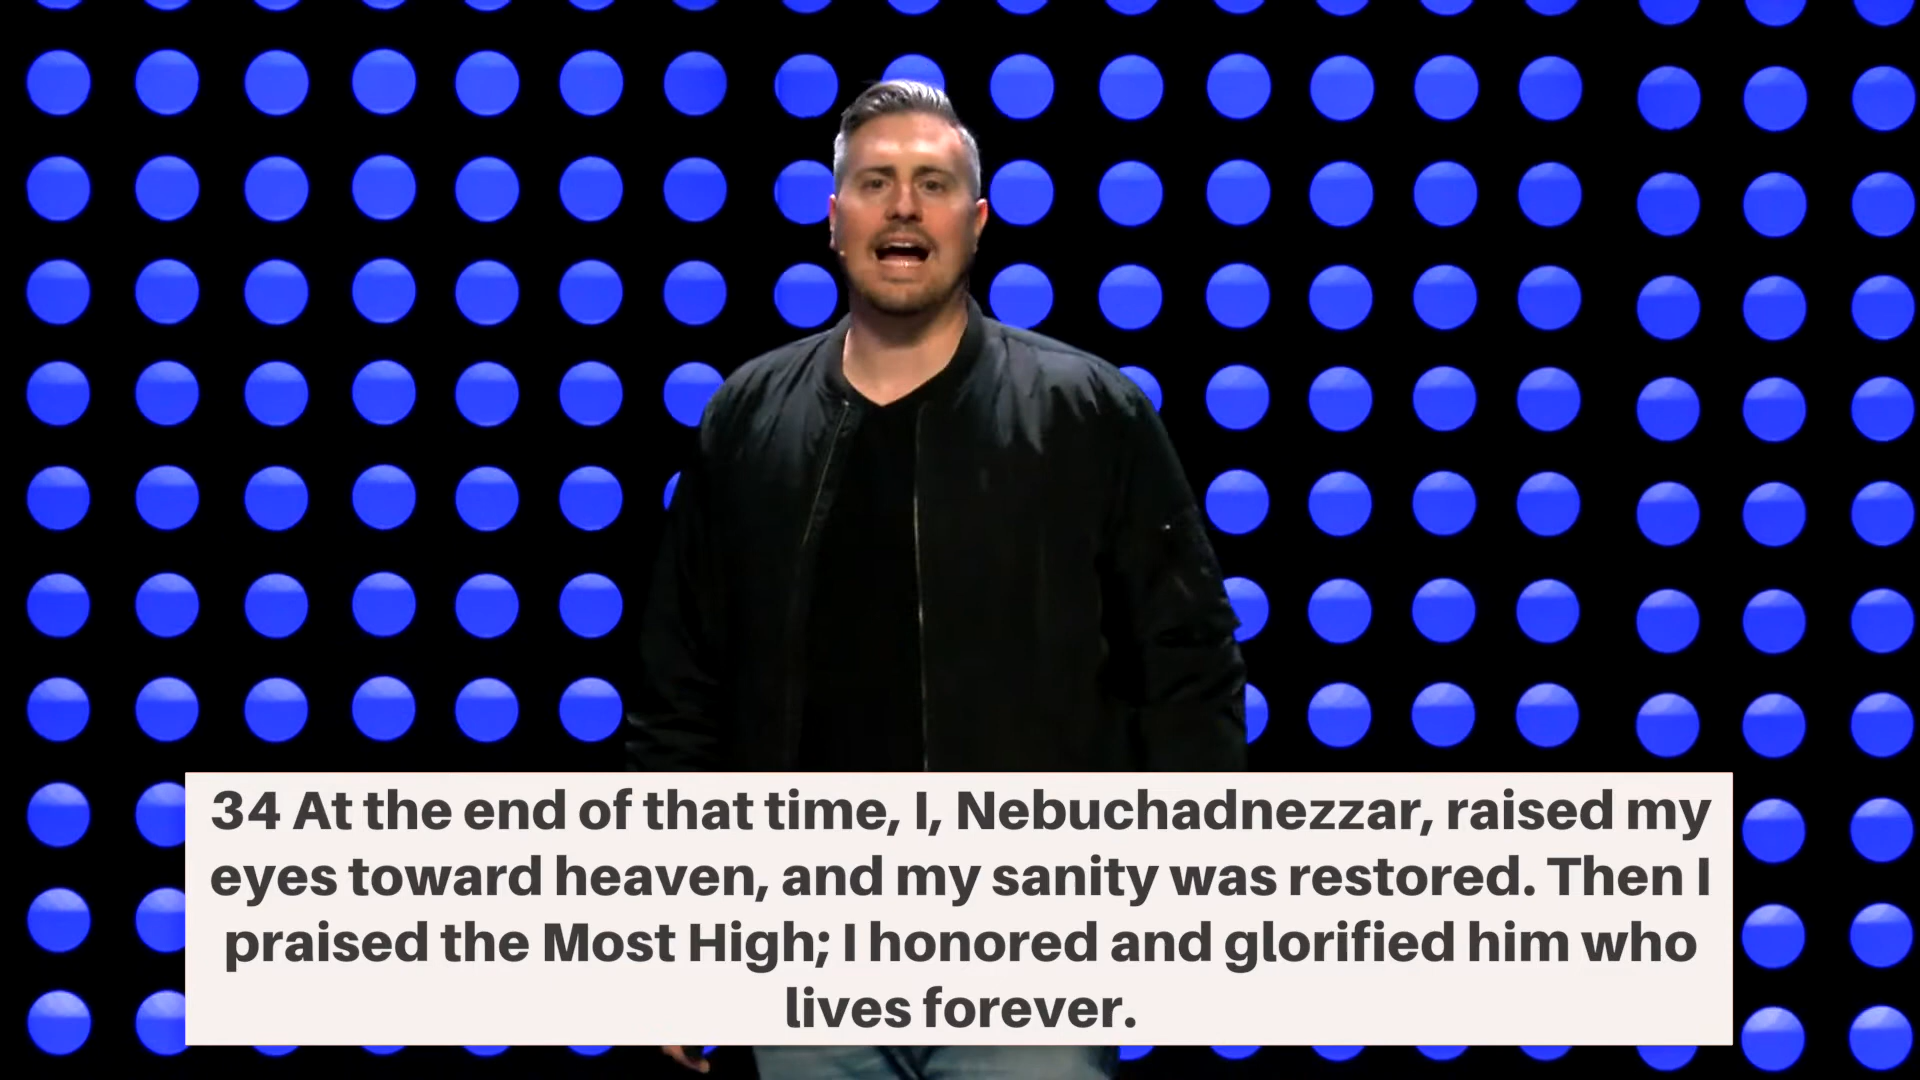 34 At the end of that time, I, Nebuchadnezzar, raised my
eyes toward heaven, and my sanity was restored. Then I
praised the Most High; I honored and glorified him who
lives forever.